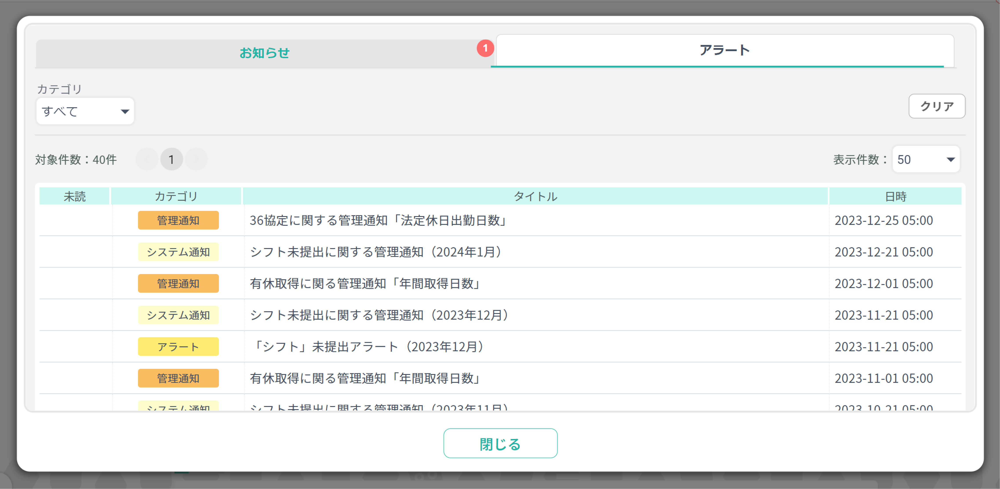 お知らせ
1
アラート
カテゴリ
すべて
クリア
対象件数：40件
1
表示件数：
50
未読 カテゴリ タイトル 日時
管理通知 36協定に関する管理通知「法定休日出勤日数」 2023-12-25 05:00
システム通知 シフト未提出に関する管理通知（2024年1月） 2023-12-21 05:00
管理通知 有休取得に関る管理通知「年間取得日数」 2023-12-01 05:00
システム通知 シフト未提出に関する管理通知（2023年12月） 2023-11-21 05:00
アラート 「シフト」未提出アラート（2023年12月） 2023-11-21 05:00
管理通知 有休取得に関る管理通知「年間取得日数」 2023-11-01 05:00
システム通知 シフト未提出に関する管理通知（2023年11月） 2023-10-21 05:00
閉じる